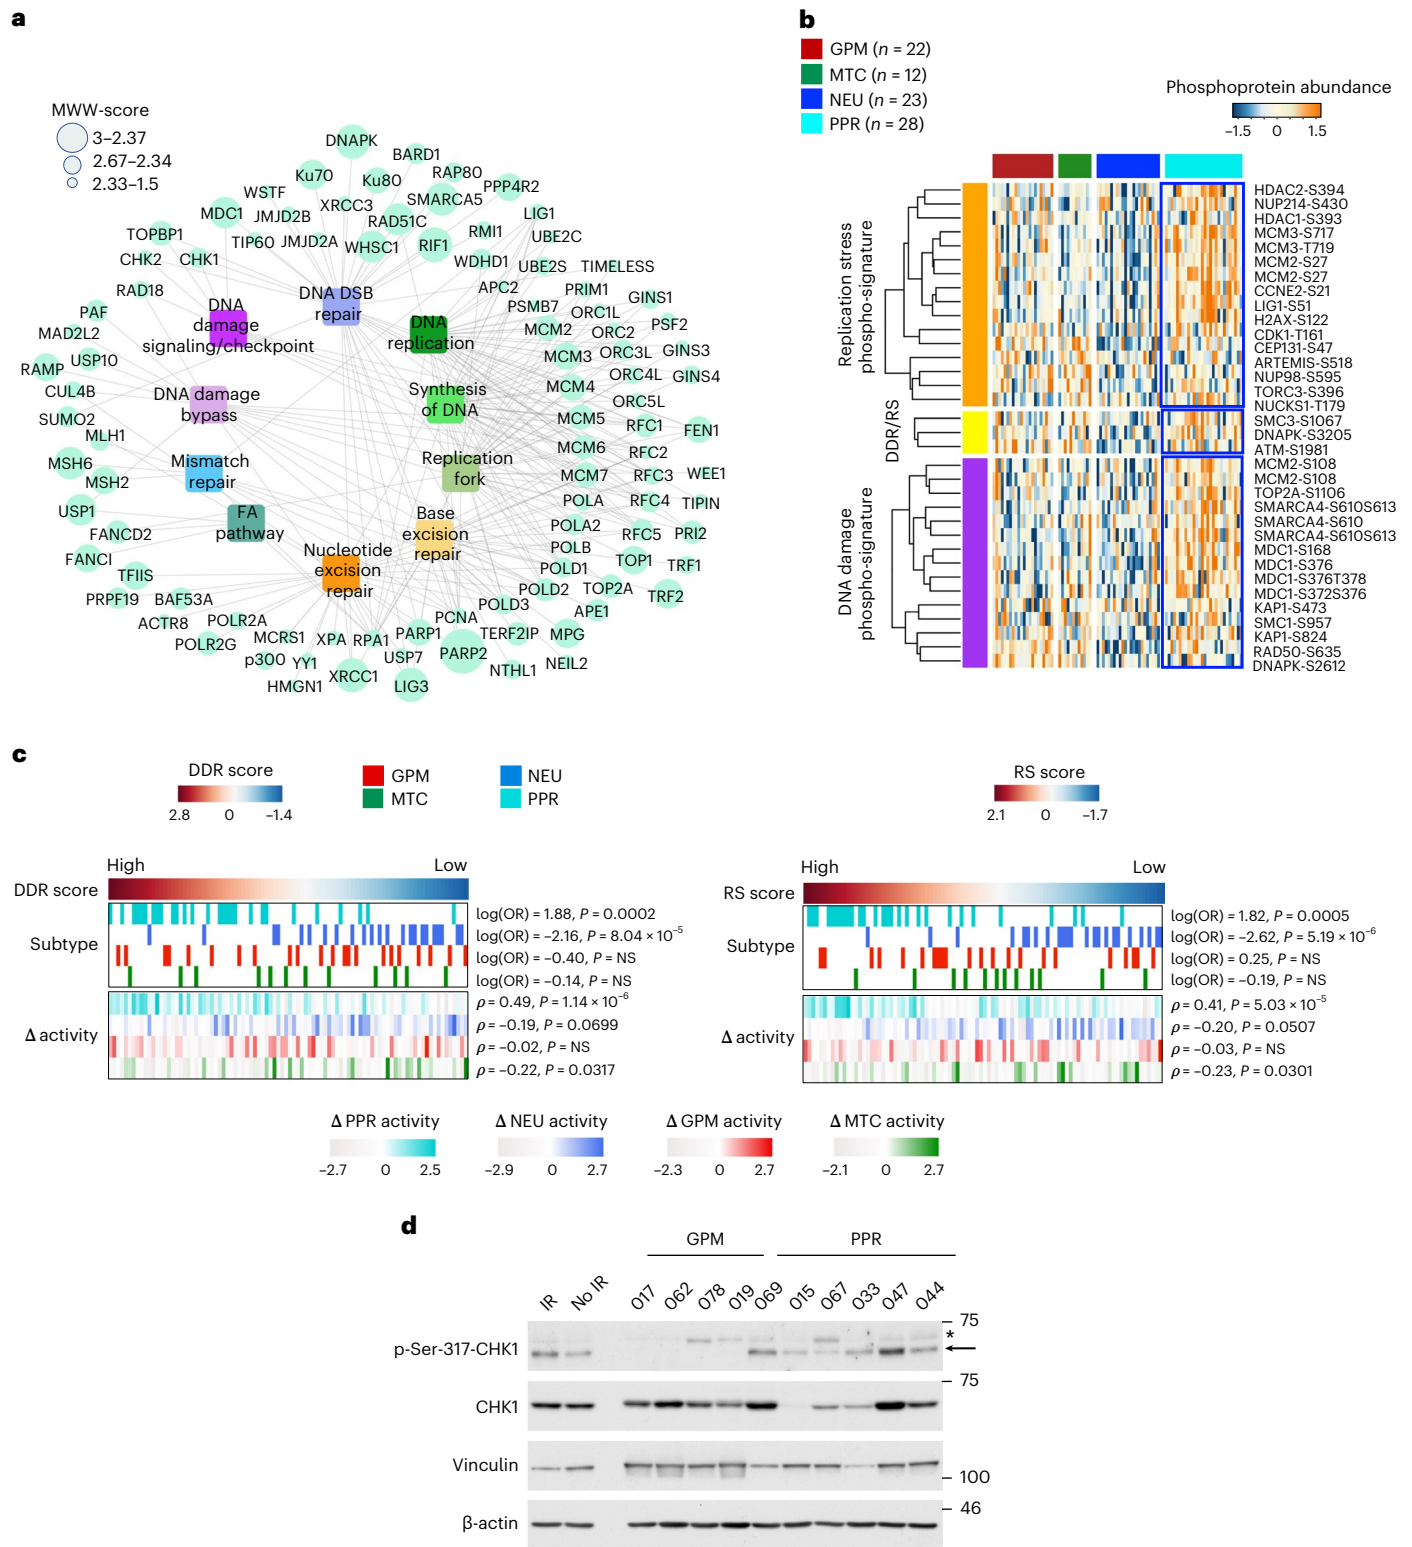 a
MWW-score
3–2.37
2.67–2.34
2.33–1.5
DNAPK
BARD1
Ku70
Ku80
RAP80
WSTF
SMARCA5
PPP4R2
MDC1
JMJD2B
XRCC3
RAD51C
LIG1
TOPBP1
TIP60
JMJD2A
WHSC1
RIF1
RMI1
UBE2C
CHK2
CHK1
WDHD1
UBE2S
TIMELESS
RAD18
APC2
PRIM1
PAF
DNA
damage
signaling/checkpoint
DNA DSB
repair
DNA
replication
PSMB7
ORC1L
GINS1
MAD2L2
MCM2
ORC2
PSF2
RAMP
USP10
MCM3
ORC3L
GINS3
CUL4B
DNA damage
bypass
Synthesis
of DNA
MCM4
ORC4L
GINS4
SUMO2
ORC5L
MLH1
MCM5
RFC1
FEN1
MSH6
MSH2
Mismatch
repair
Replication
fork
MCM6
RFC2
MCM7
RFC3
WEE1
USP1
FA
pathway
Base
excision
repair
POLA
RFC4
TIPIN
FANCD2
POLA2
RFC5
PRI2
FANCI
Nucleotide
excision
repair
POLB
TFIIS
POLD1
TOP1
TRF1
PRPF19
BAF53A
POLD2
TOP2A
TRF2
ACTR8
POLR2A
PCNA
POLD3
APE1
POLR2G
MCRS1
XPA
RPA1
PARP1
TERF2IP
MPG
p300
YY1
USP7
PARP2
NTHL1
NEIL2
HMGN1
XRCC1
LIG3
b
GPM (n = 22)
MTC (n = 12)
NEU (n = 23)
PPR (n = 28)
Phosphoprotein abundance
–1.5 0 1.5
Replication stress
phospho-signature
DDR/RS
DNA damage
phospho-signature
HDAC2-S394
NUP214-S430
HDAC1-S393
MCM3-S717
MCM3-T719
MCM2-S27
MCM2-S27
CCNE2-S21
LIG1-S51
H2AX-S122
CDK1-T161
CEP131-S47
ARTEMIS-S518
NUP98-S595
TORC3-S396
NUCKS1-T179
SMC3-S1067
DNAPK-S3205
ATM-S1981
MCM2-S108
MCM2-S108
TOP2A-S1106
SMARCA4-S610S613
SMARCA4-S610
SMARCA4-S610S613
MDC1-S168
MDC1-S376
MDC1-S376T378
MDC1-S372S376
KAP1-S473
SMC1-S957
KAP1-S824
RAD50-S635
DNAPK-S2612
c
DDR score
2.8 0 –1.4
GPM
MTC
NEU
PPR
RS score
2.1 0 –1.7
High Low
DDR score
Subtype
log(OR) = 1.88, P = 0.0002
log(OR) = –2.16, P = 8.04 × 10⁻⁵
log(OR) = –0.40, P = NS
log(OR) = –0.14, P = NS
Δ activity
ρ = 0.49, P = 1.14 × 10⁻⁶
ρ = –0.19, P = 0.0699
ρ = –0.02, P = NS
ρ = –0.22, P = 0.0317
High Low
RS score
Subtype
log(OR) = 1.82, P = 0.0005
log(OR) = –2.62, P = 5.19 × 10⁻⁶
log(OR) = 0.25, P = NS
log(OR) = –0.19, P = NS
Δ activity
ρ = 0.41, P = 5.03 × 10⁻⁵
ρ = –0.20, P = 0.0507
ρ = –0.03, P = NS
ρ = –0.23, P = 0.0301
Δ PPR activity
–2.7 0 2.5
Δ NEU activity
–2.9 0 2.7
Δ GPM activity
–2.3 0 2.7
Δ MTC activity
–2.1 0 2.7
d
GPM PPR
IR No IR 017 062 078 019 069 015 067 033 047 044
75
*
p-Ser-317-CHK1
75
CHK1
Vinculin
100
46
β-actin